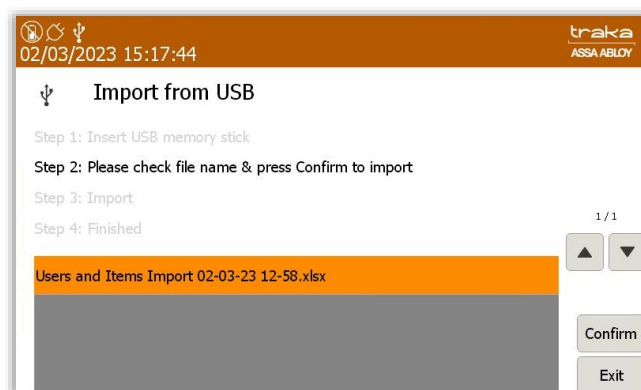 traka
02/03/2023 15:17:44
ASSA ABLOY
Import from USB
Step 1: Insert USB memory stick
Step 2: Please check file name & press Confirm to import
Step 3: Import
Step 4: Finished
1/1
Users and Items Import 02-03-23 12-58.xlsx
Confirm
Exit